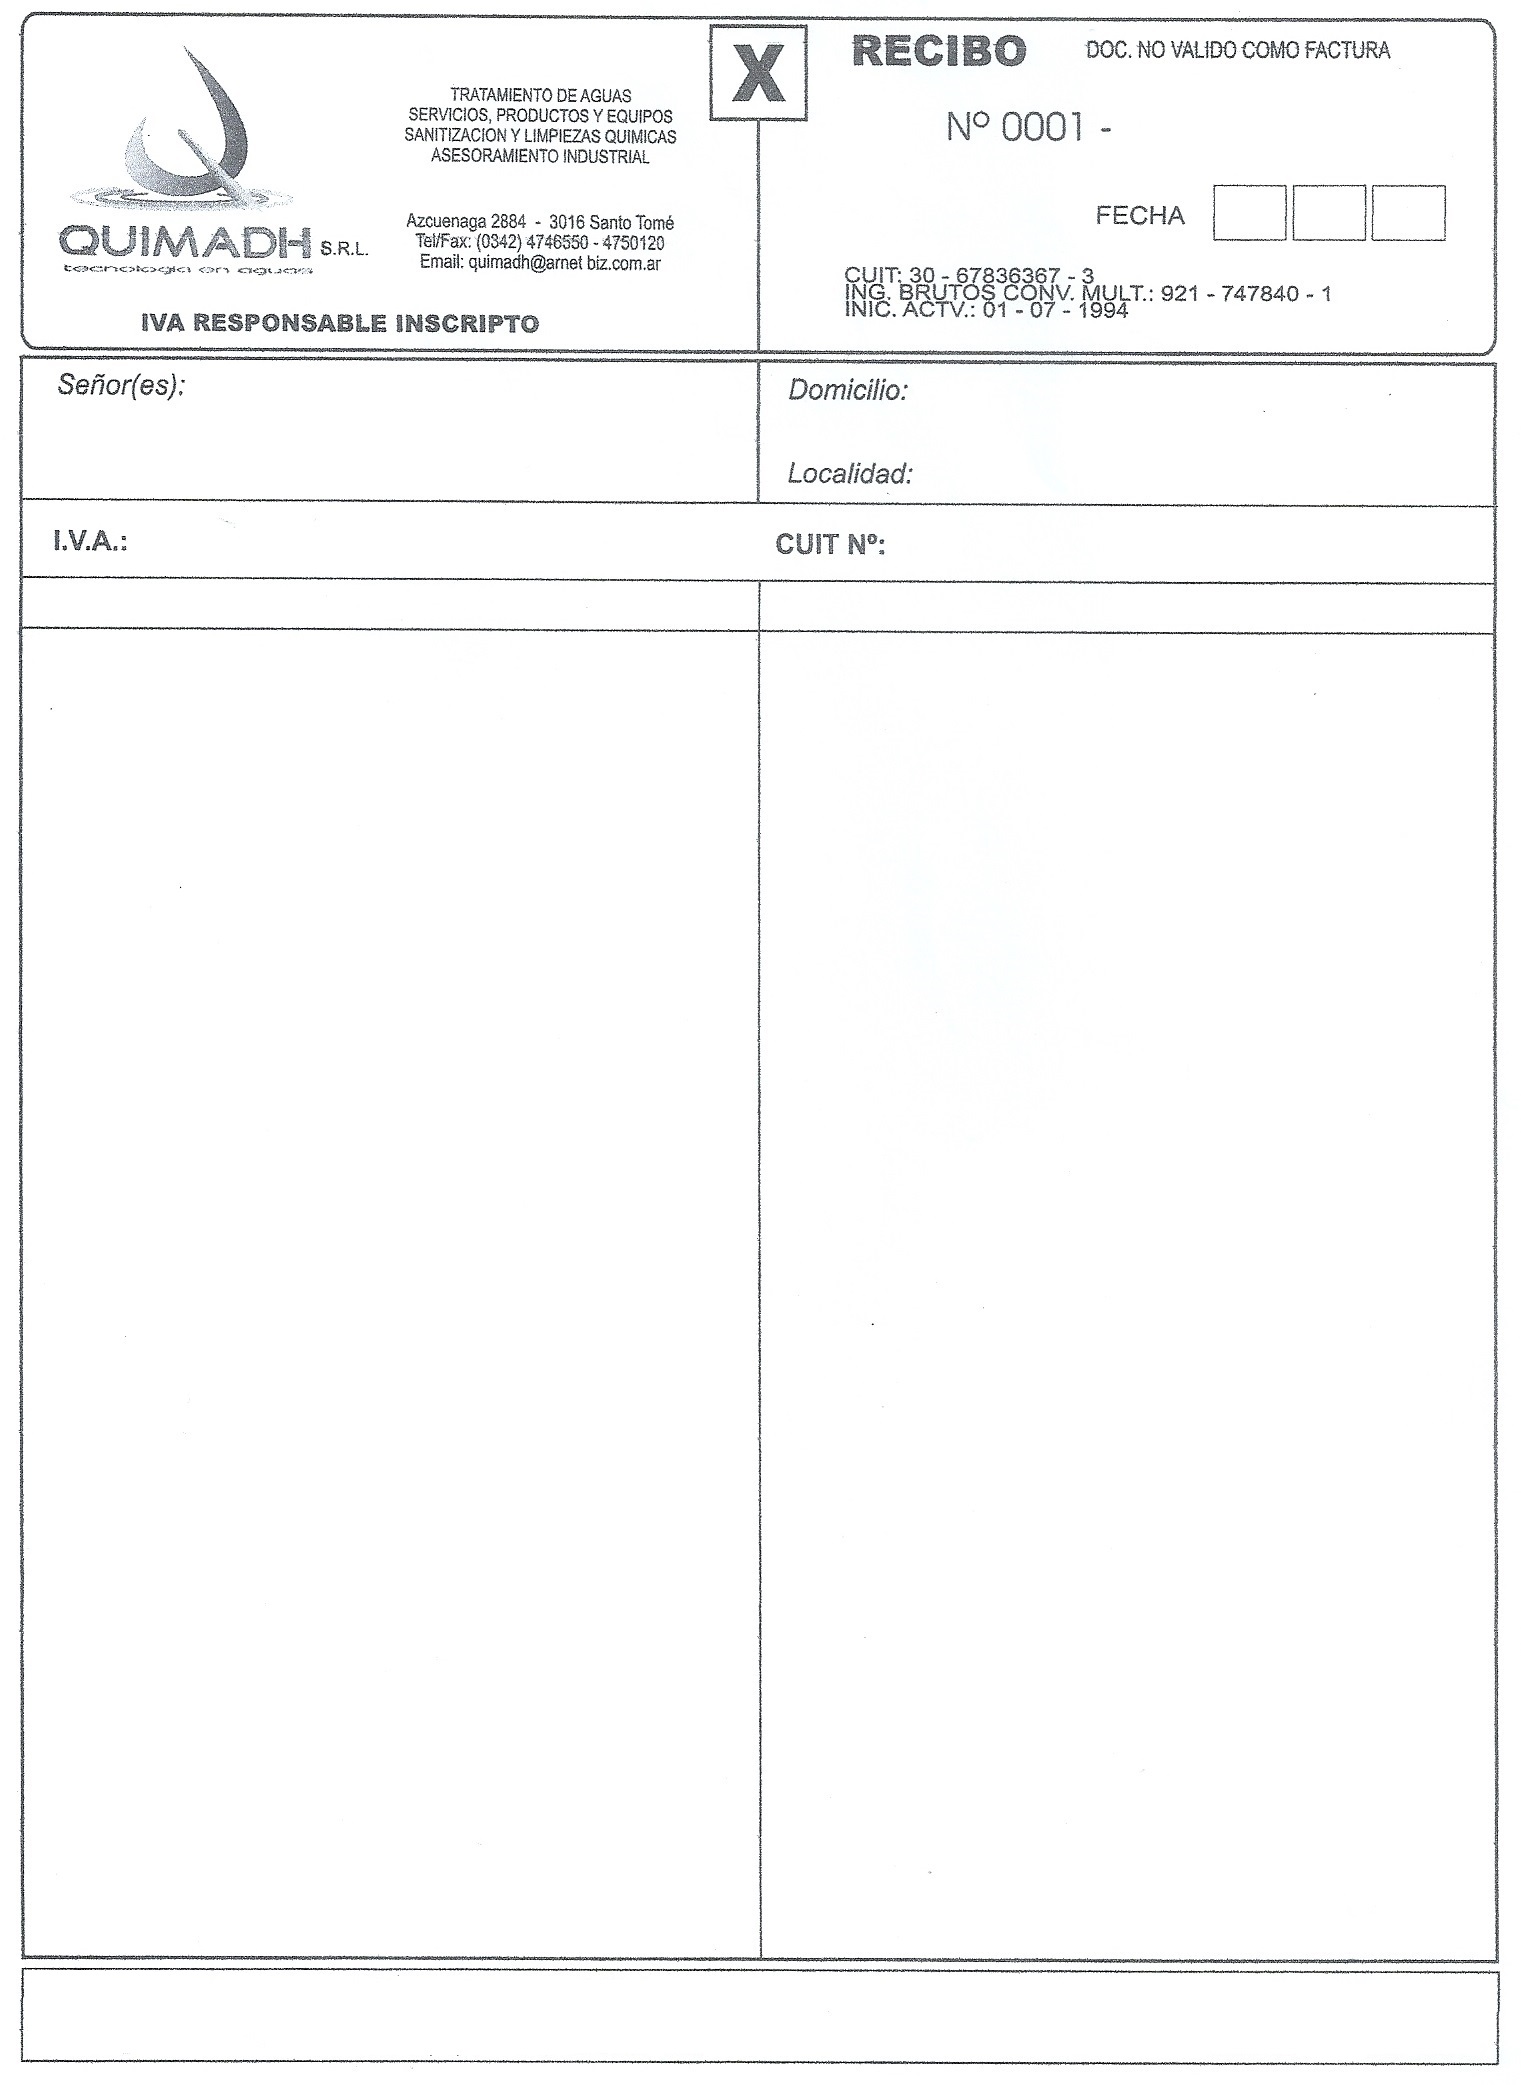 QUIMADH S.R.L.
tecnologia en aguas
TRATAMIENTO DE AGUAS
SERVICIOS, PRODUCTOS Y EQUIPOS
SANITIZACION Y LIMPIEZAS QUIMICAS
ASESORAMIENTO INDUSTRIAL
Azcuenaga 2884 - 3016 Santo Tomé
Tel/Fax: (0342) 4746550 - 4750120
Email: quimadh@arnet biz.com.ar
IVA RESPONSABLE INSCRIPTO
X
RECIBO DOC. NO VALIDO COMO FACTURA
Nº 0001 -
FECHA
CUIT: 30 - 67836367 - 3
ING. BRUTOS CONV. MULT.: 921 - 747840 - 1
INIC. ACTV.: 01 - 07 - 1994
Señor(es):
Domicilio:
Localidad:
I.V.A.:
CUIT Nº: